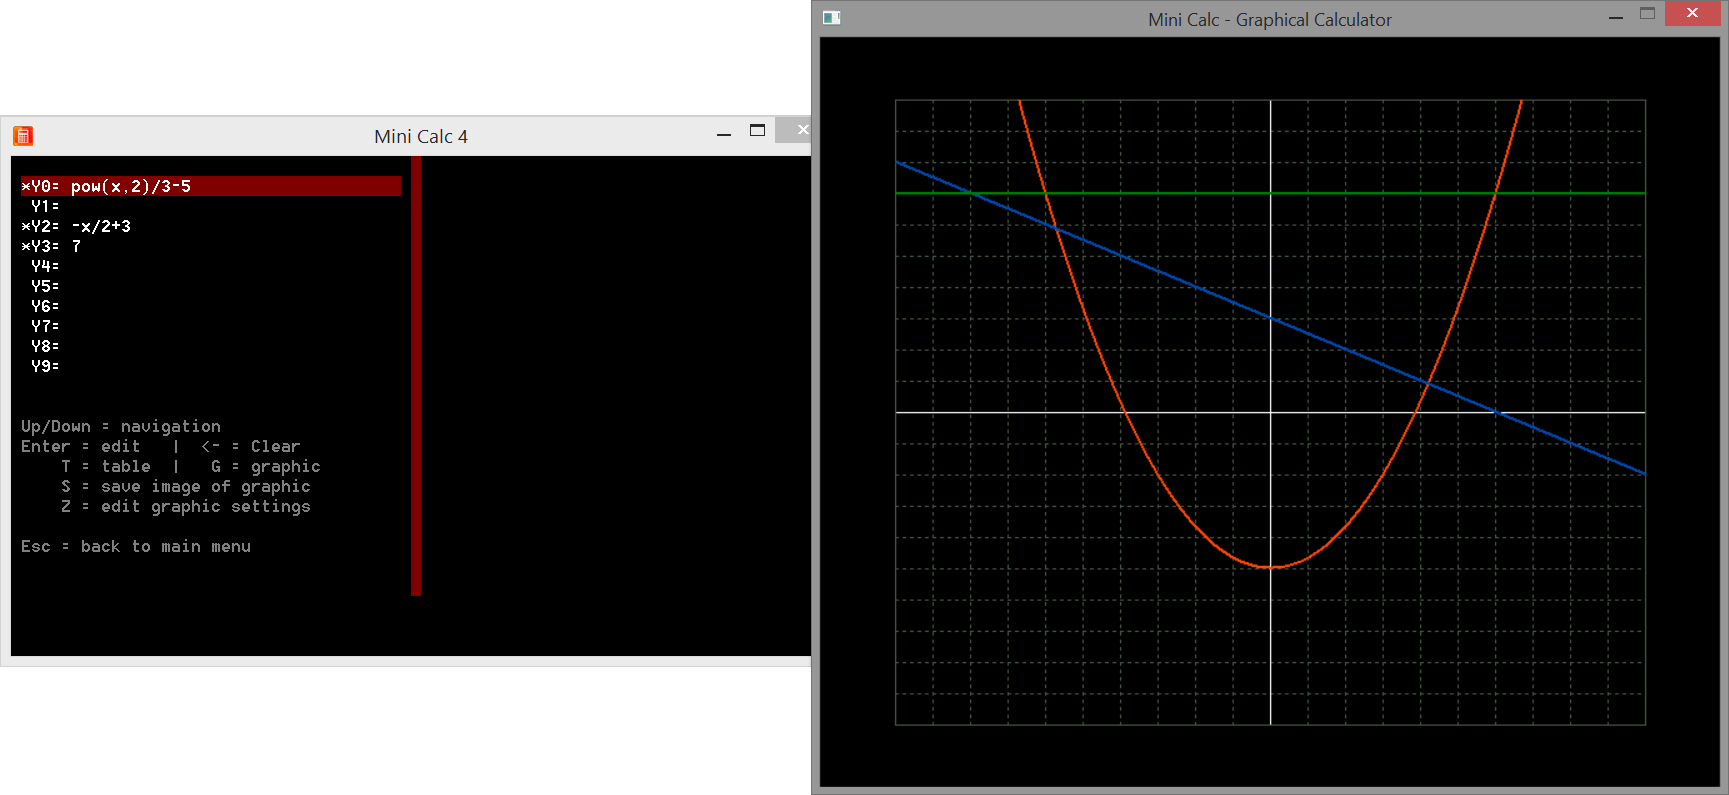 Mini Calc 4
*Y0= pow(x,2)/3-5
Y1=
*Y2= -x/2+3
*Y3= 7
Y4=
Y5=
Y6=
Y7=
Y8=
Y9=
Up/Down = navigation
Enter = edit | <- = Clear
T = table | G = graphic
S = save image of graphic
Z = edit graphic settings
Esc = back to main menu
Mini Calc - Graphical Calculator